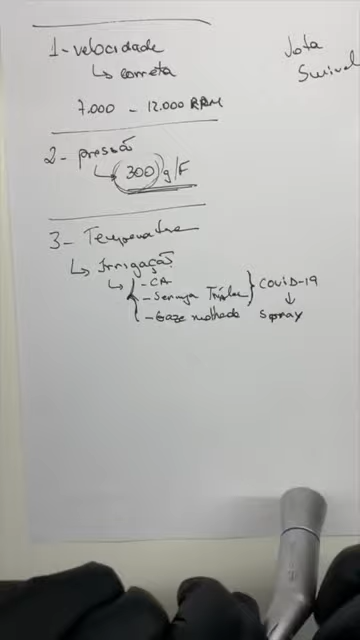 1- velocidade
↳ correta
7.000 - 12.000 RPM
2- pressão
↳ 300 g/F
3- Temperatura
↳ Irrigação
↳ - CA
- Seringa Tríplice } COVID-19
↓
- Gaze molhada spray
Jota